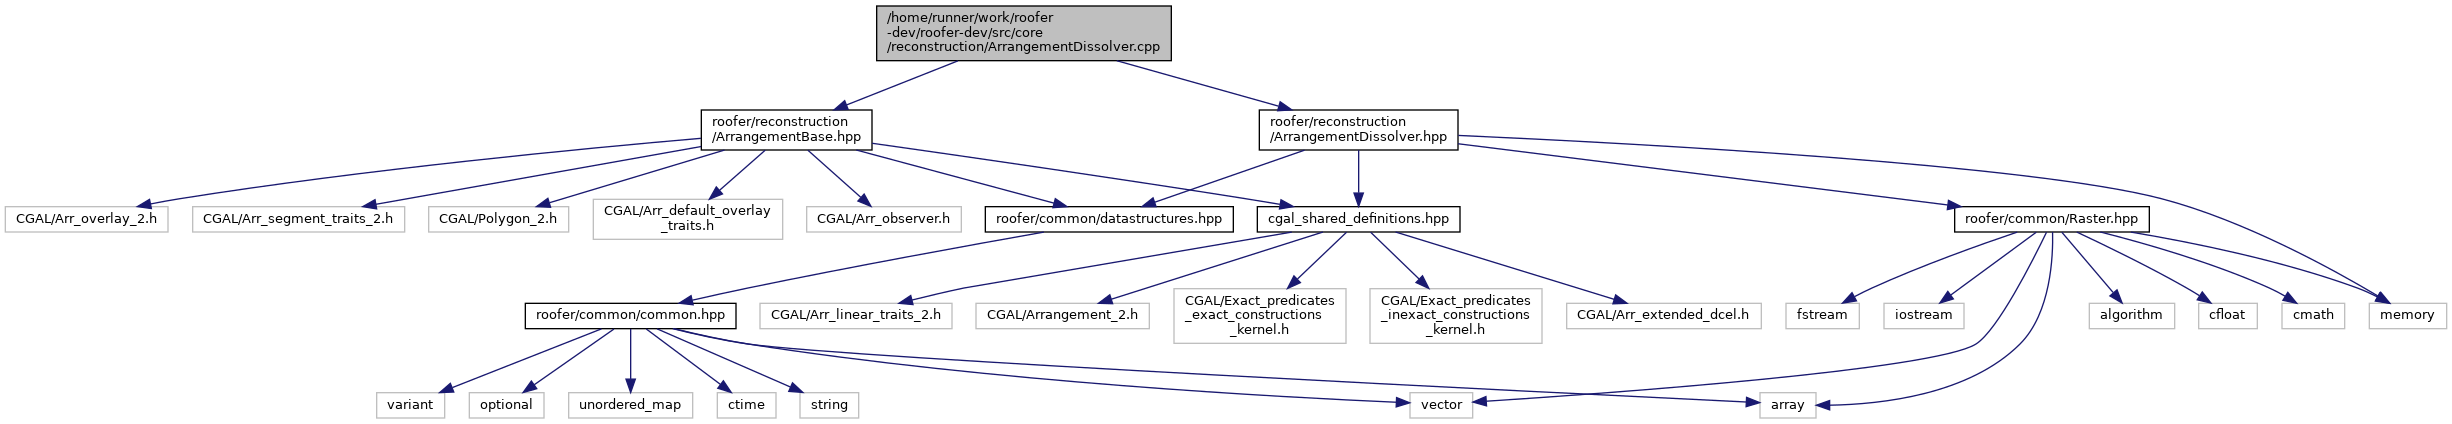 /home/runner/work/roofer
-dev/roofer-dev/src/core
/reconstruction/ArrangementDissolver.cpp
roofer/reconstruction
/ArrangementBase.hpp
roofer/reconstruction
/ArrangementDissolver.hpp
CGAL/Arr_overlay_2.h
CGAL/Arr_segment_traits_2.h
CGAL/Polygon_2.h
CGAL/Arr_default_overlay
_traits.h
CGAL/Arr_observer.h
roofer/common/datastructures.hpp
cgal_shared_definitions.hpp
roofer/common/Raster.hpp
roofer/common/common.hpp
CGAL/Arr_linear_traits_2.h
CGAL/Arrangement_2.h
CGAL/Exact_predicates
_exact_constructions
_kernel.h
CGAL/Exact_predicates
_inexact_constructions
_kernel.h
CGAL/Arr_extended_dcel.h
fstream
iostream
algorithm
cfloat
cmath
memory
variant
optional
unordered_map
ctime
string
vector
array